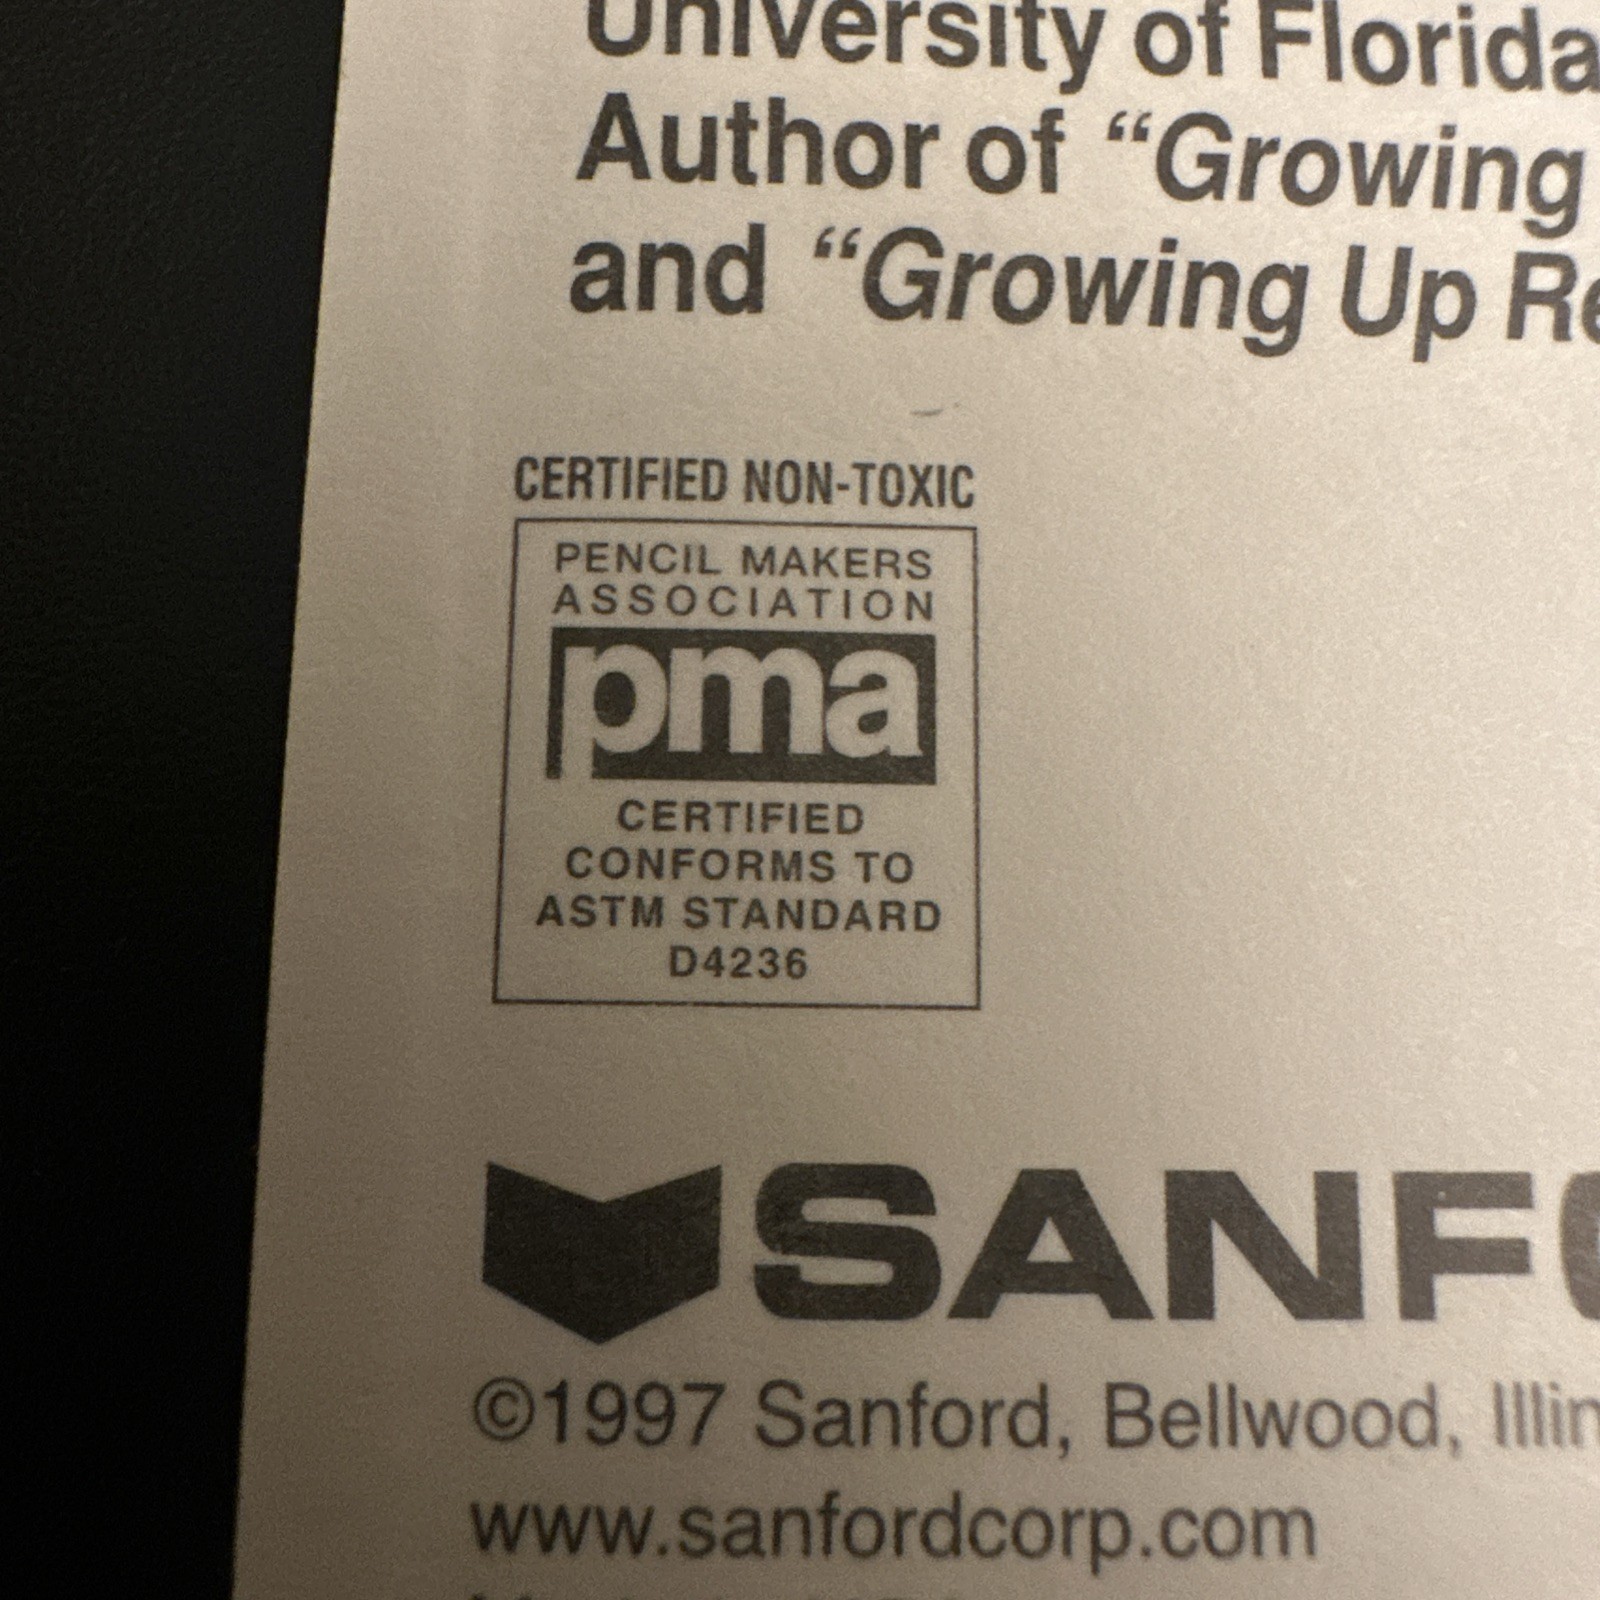 University of Florida
Author of “Growing
and “Growing Up
CERTIFIED NON-TOXIC
PENCIL MAKERS
ASSOCIATION
pma
CERTIFIED
CONFORMS TO
ASTM STANDARD
D4236
SANF
©1997 Sanford, Bellwood,
www.sanfordcorp.com